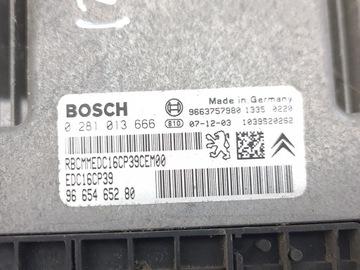 BOSCH
Made in Germany
9663757980 1335 0220
0 281 013 666 810 07-12-03 1039S20262
RBCMMEDC16CP39CEM00
EDC16CP39
96 654 652 80